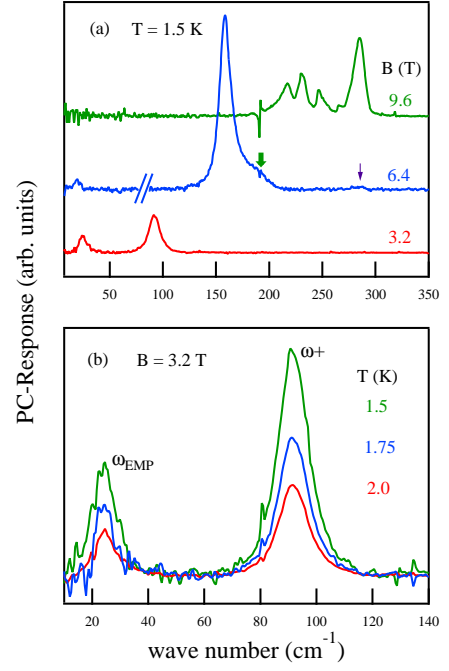 (a) T = 1.5 K
B (T)
9.6
6.4
3.2
50 100 150 200 250 300 350
PC-Response (arb. units)
(b) B = 3.2 T
ω+
T (K)
1.5
1.75
2.0
ω_EMP
20 40 60 80 100 120 140
wave number (cm⁻¹)